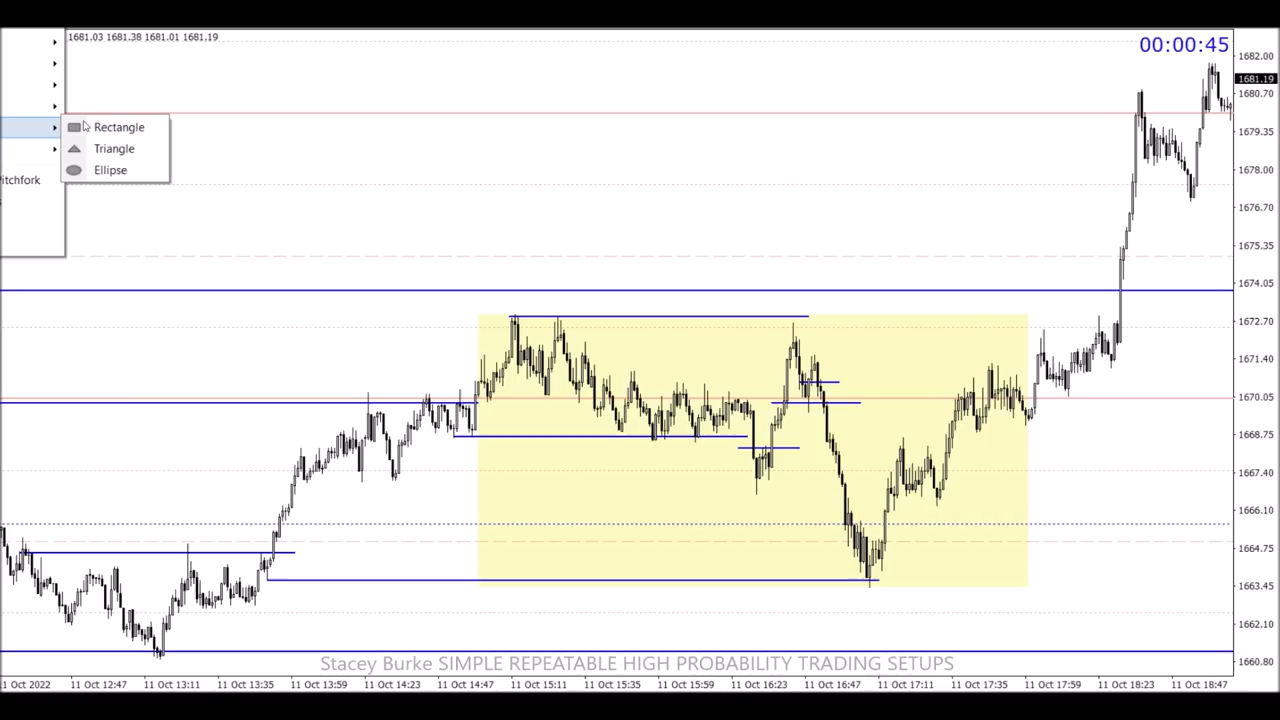 1681.03 1681.38 1681.01 1681.19
00:00:45
1682.00
1681.19
1680.70
Rectangle
1679.35
Triangle
1678.00
Ellipse
itchfork
1676.70
1675.35
1674.05
1672.70
1671.40
1670.05
1668.75
1667.40
1666.10
1664.75
1663.45
1662.10
1660.80
Stacey Burke SIMPLE REPEATABLE HIGH PROBABILITY TRADING SETUPS
11 Oct 2022 11 Oct 12:47 11 Oct 13:11 11 Oct 13:35 11 Oct 13:59 11 Oct 14:23 11 Oct 14:47 11 Oct 15:11 11 Oct 15:35 11 Oct 15:59 11 Oct 16:23 11 Oct 16:47 11 Oct 17:11 11 Oct 17:35 11 Oct 17:59 11 Oct 18:23 11 Oct 18:47